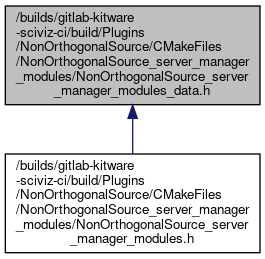 /builds/gitlab-kitware
-sciviz-ci/build/Plugins
/NonOrthogonalSource/CMakeFiles
/NonOrthogonalSource_server_manager
_modules/NonOrthogonalSource_server
_manager_modules_data.h
/builds/gitlab-kitware
-sciviz-ci/build/Plugins
/NonOrthogonalSource/CMakeFiles
/NonOrthogonalSource_server_manager
_modules/NonOrthogonalSource_server
_manager_modules.h